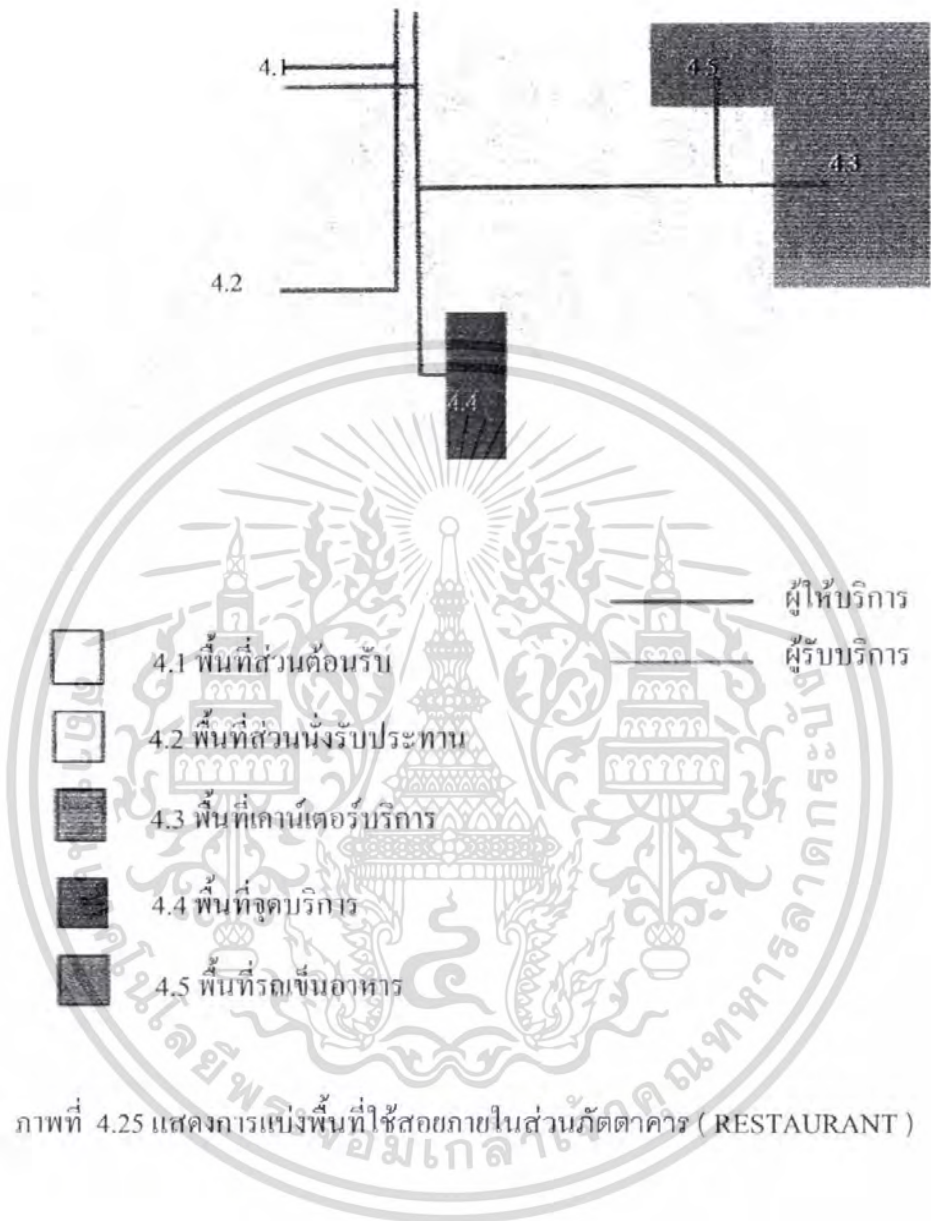 4.1
4.5
4.3
4.2
4.4
ผู้ให้บริการ
ผู้รับบริการ
4.1 พื้นที่ส่วนต้อนรับ
4.2 พื้นที่ส่วนนั่งรับประทาน
4.3 พื้นที่เคาน์เตอร์บริการ
4.4 พื้นที่จุดบริการ
4.5 พื้นที่รถเข็นอาหาร
ภาพที่ 4.25 แสดงการแบ่งพื้นที่ใช้สอยภายในส่วนภัตตาคาร ( RESTAURANT )